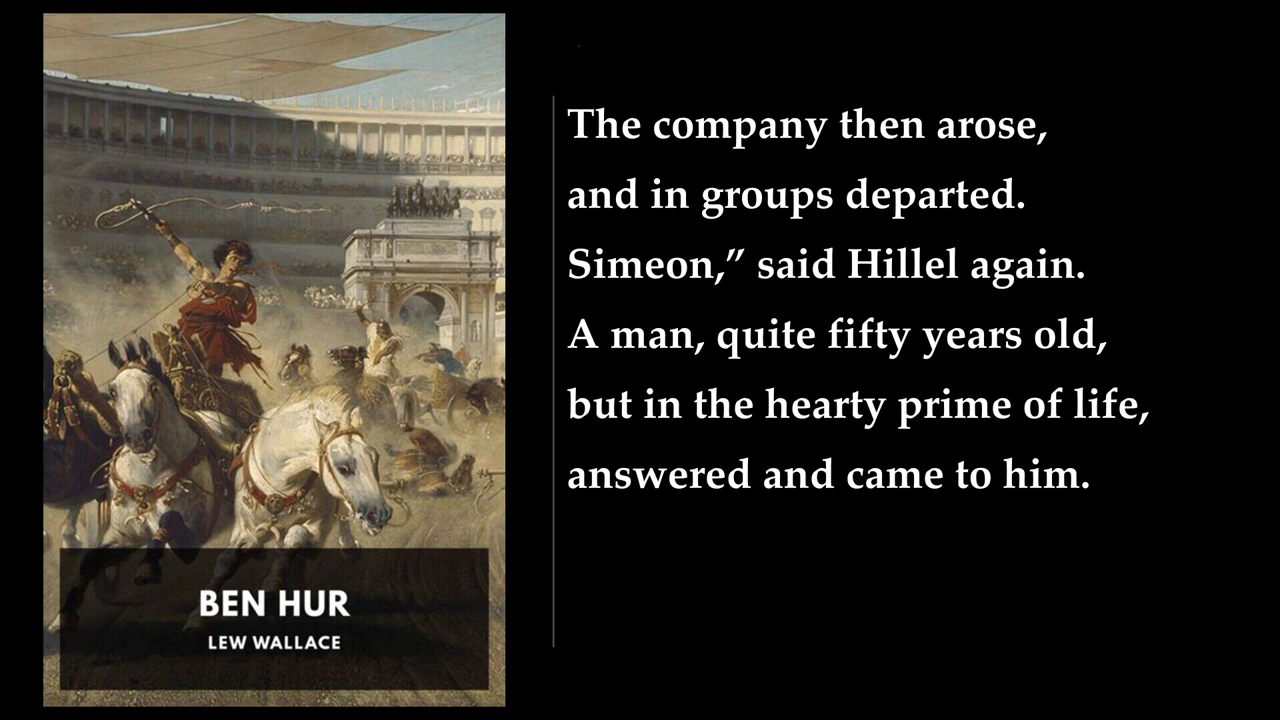 BEN HUR
LEW WALLACE
The company then arose,
and in groups departed.
Simeon,” said Hillel again.
A man, quite fifty years old,
but in the hearty prime of life,
answered and came to him.